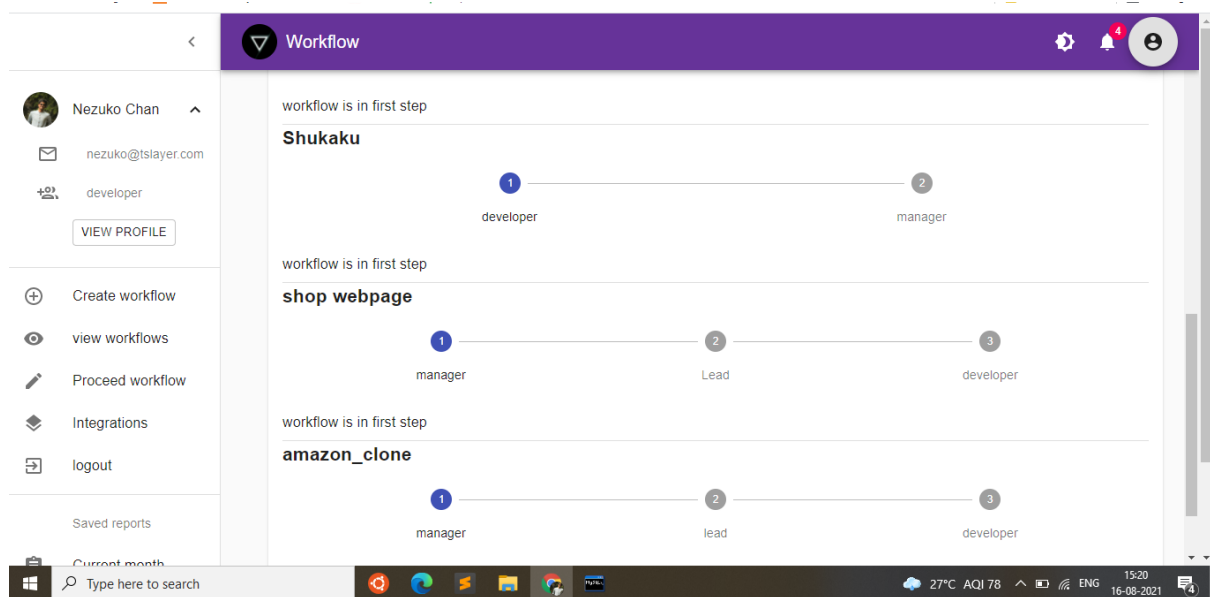 Workflow
4
Nezuko Chan
nezuko@tslayer.com
developer
VIEW PROFILE
Create workflow
view workflows
Proceed workflow
Integrations
logout
Saved reports
Current month
workflow is in first step
Shukaku
1
2
developer
manager
workflow is in first step
shop webpage
1
2
3
manager
Lead
developer
workflow is in first step
amazon_clone
1
2
3
manager
lead
developer
Type here to search
27°C AQI 78
ENG
15:20
16-08-2021
4